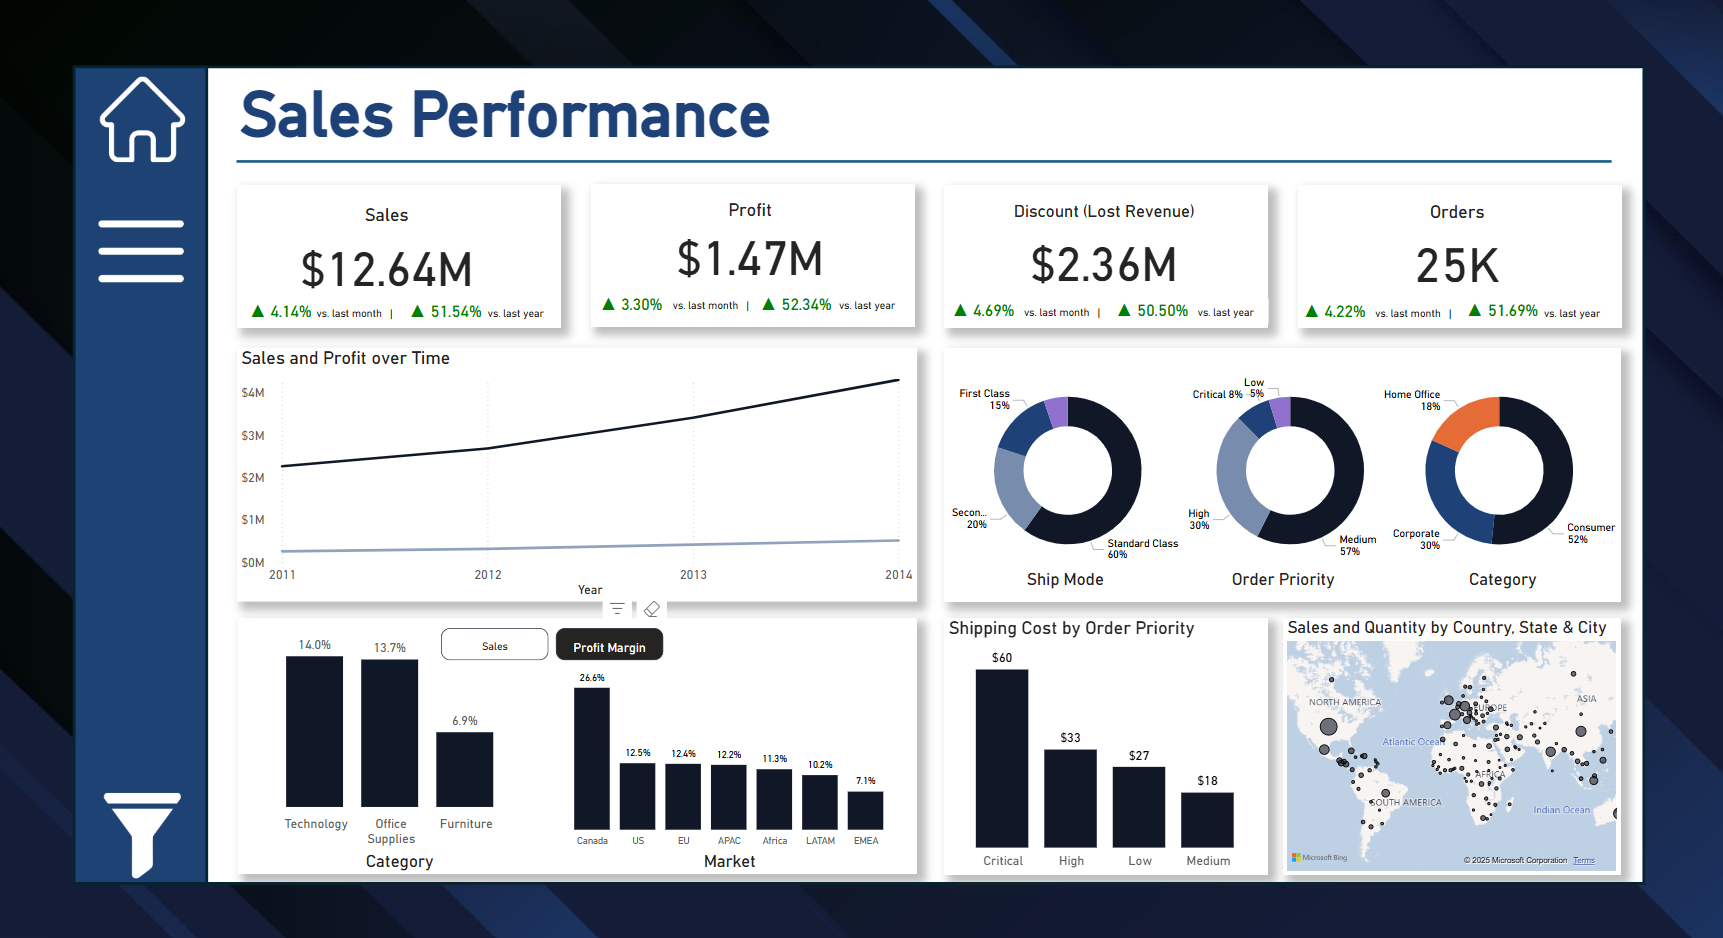 Sales Performance
Sales
$12.64M
▲ 4.14% vs. last month | ▲ 51.54% vs. last year
Profit
$1.47M
▲ 3.30% vs. last month | ▲ 52.34% vs. last year
Discount (Lost Revenue)
$2.36M
▲ 4.69% vs. last month | ▲ 50.50% vs. last year
Orders
25K
▲ 4.22% vs. last month | ▲ 51.69% vs. last year
Sales and Profit over Time
$4M
$3M
$2M
$1M
$0M
2011 2012 2013 2014
Year
First Class
15%
Secon...
20%
Standard Class
60%
Ship Mode
Low
5%
Critical 8%
High
30%
Medium
57%
Order Priority
Home Office
18%
Corporate
30%
Consumer
52%
Category
Sales
Profit Margin
14.0%
13.7%
6.9%
Technology
Office
Supplies
Furniture
Category
26.6%
12.5%
12.4%
12.2%
11.3%
10.2%
7.1%
Canada US EU APAC Africa LATAM EMEA
Market
Shipping Cost by Order Priority
$60
$33
$27
$18
Critical High Low Medium
Sales and Quantity by Country, State & City
NORTH AMERICA
EUROPE
ASIA
Atlantic Ocean
AFRICA
SOUTH AMERICA
Indian Ocean
Microsoft Bing
© 2025 Microsoft Corporation Terms